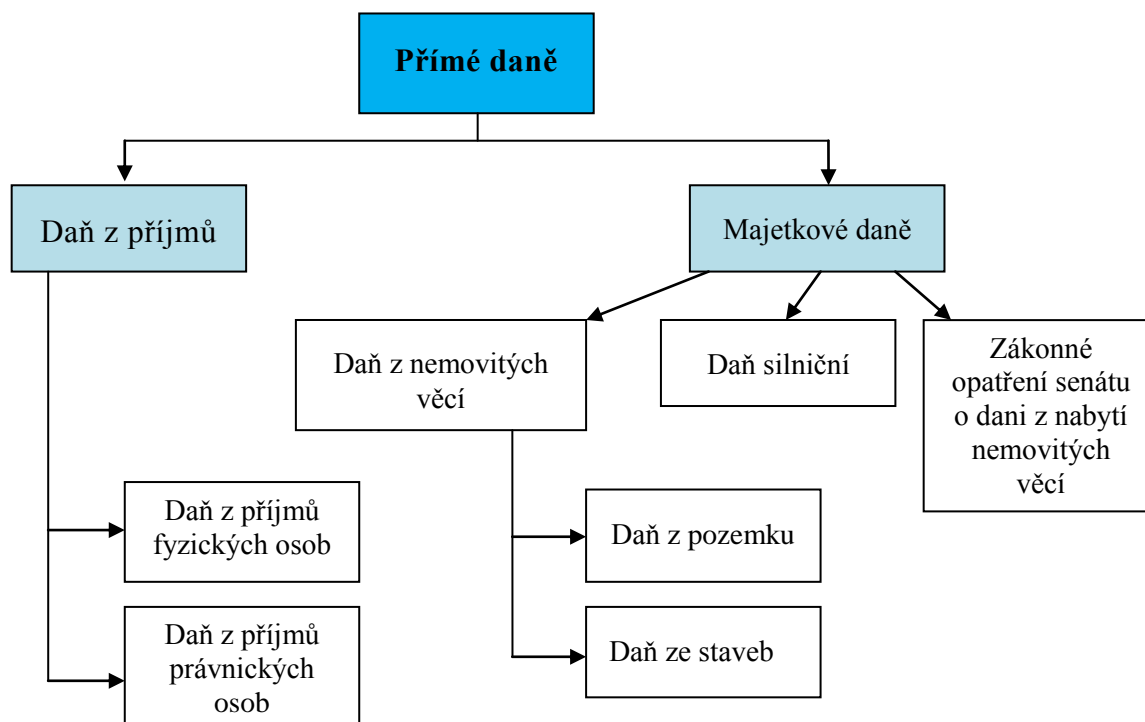 Přímé daně
Daň z příjmů
Majetkové daně
Daň z nemovitých
věcí
Daň silniční
Zákonné
opatření senátu
o dani z nabytí
nemovitých
věcí
Daň z příjmů
fyzických osob
Daň z pozemku
Daň z příjmů
právnických
osob
Daň ze staveb